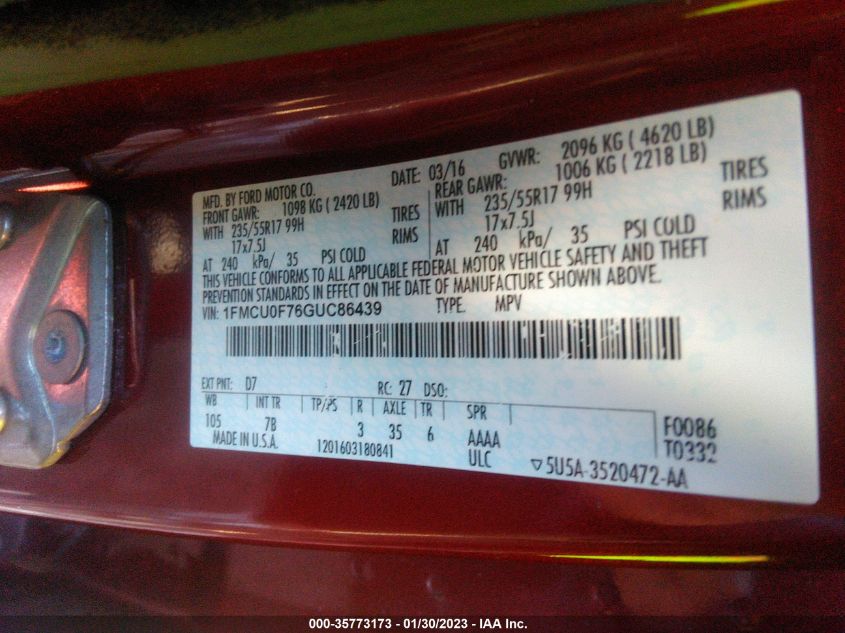 MFD. BY FORD MOTOR CO. DATE: 03/16 GVWR: 2096 KG ( 4620 LB)
FRONT GAWR: 1098 KG ( 2420 LB) REAR GAWR: 1006 KG ( 2218 LB)
WITH 235/55R17 99H TIRES WITH 235/55R17 99H TIRES
17x7.5J RIMS 17x7.5J RIMS
AT 240 kPa/ 35 PSI COLD AT 240 kPa/ 35 PSI COLD
THIS VEHICLE CONFORMS TO ALL APPLICABLE FEDERAL MOTOR VEHICLE SAFETY AND THEFT
PREVENTION STANDARDS IN EFFECT ON THE DATE OF MANUFACTURE SHOWN ABOVE.
VIN: 1FMCU0F76GUC86439 TYPE: MPV
EXT PNT: D7 RC: 27 DSO:
WB INT TR TP/PS R AXLE TR SPR
105 7B 3 35 6 AAAA F0086
MADE IN U.S.A. 1201603180841 ULC T0332
▽5U5A-3520472-AA
000-35773173 - 01/30/2023 - IAA Inc.